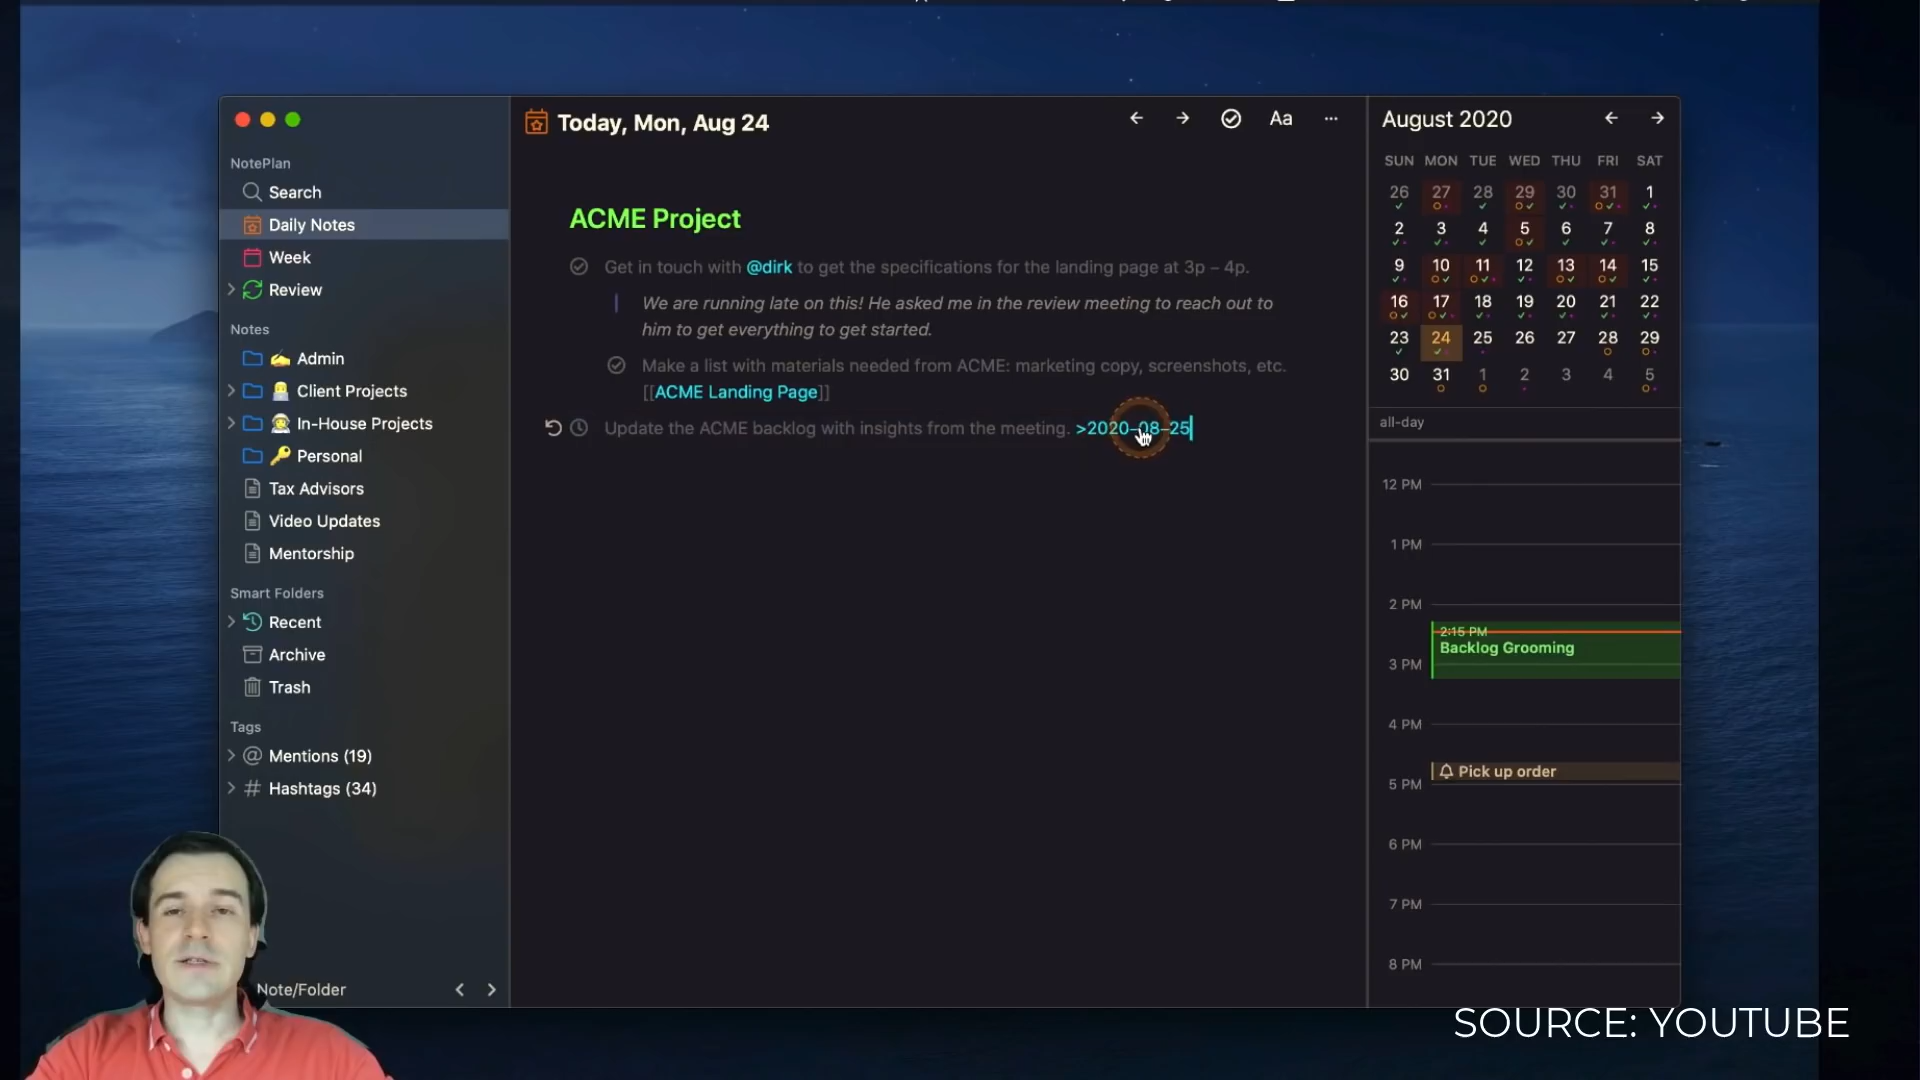 Today, Mon, Aug 24
Aa
August 2020
NotePlan
Search
Daily Notes
Week
Review
Notes
Admin
Client Projects
In-House Projects
Personal
Tax Advisors
Video Updates
Mentorship
Smart Folders
Recent
Archive
Trash
Tags
@ Mentions (19)
# Hashtags (34)
Note/Folder
ACME Project
Get in touch with @dirk to get the specifications for the landing page at 3p – 4p.
We are running late on this! He asked me in the review meeting to reach out to
him to get everything to get started.
Make a list with materials needed from ACME: marketing copy, screenshots, etc.
[[ACME Landing Page]]
Update the ACME backlog with insights from the meeting. >2020-08-25
SUN MON TUE WED THU FRI SAT
26 27 28 29 30 31 1
2 3 4 5 6 7 8
9 10 11 12 13 14 15
16 17 18 19 20 21 22
23 24 25 26 27 28 29
30 31 1 2 3 4 5
all-day
12 PM
1 PM
2 PM
2:15 PM
Backlog Grooming
3 PM
4 PM
Pick up order
5 PM
6 PM
7 PM
8 PM
SOURCE: YOUTUBE